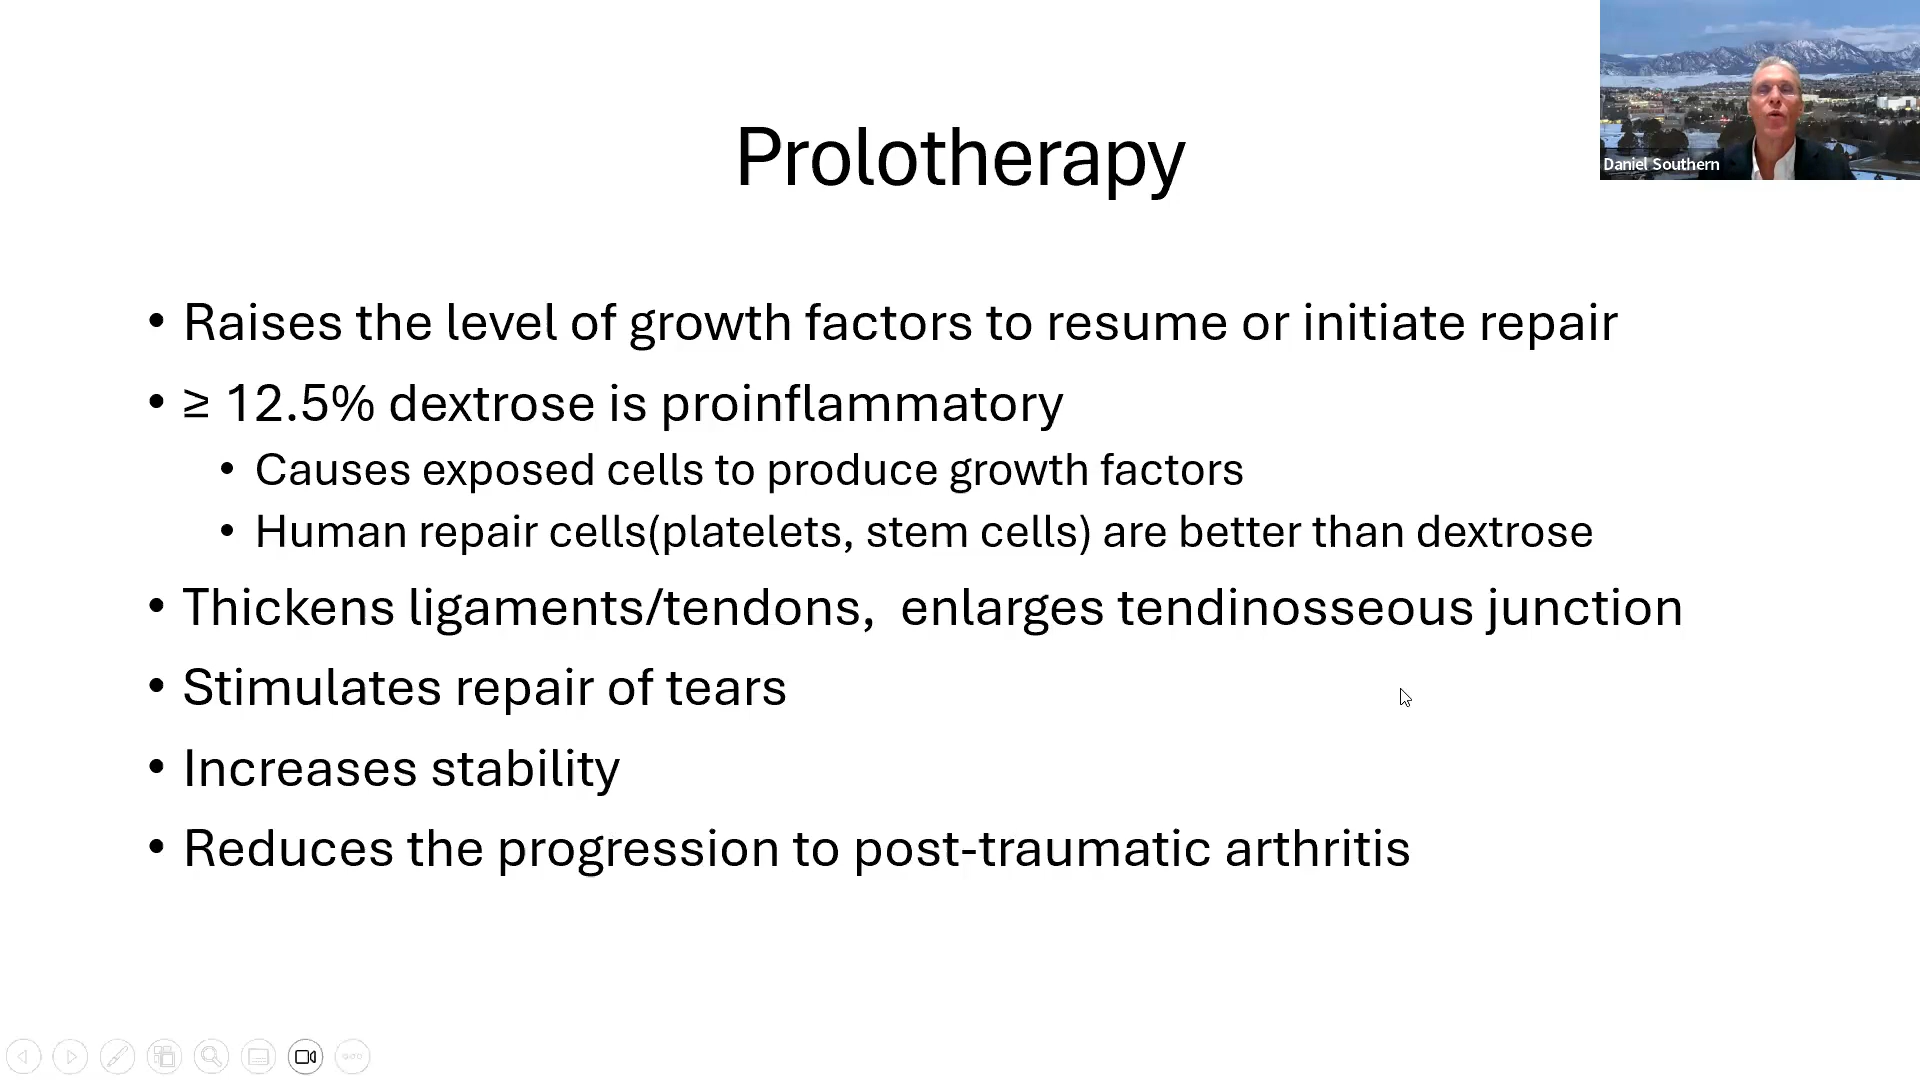 Prolotherapy
Daniel Southern
• Raises the level of growth factors to resume or initiate repair
• ≥ 12.5% dextrose is proinflammatory
• Causes exposed cells to produce growth factors
• Human repair cells(platelets, stem cells) are better than dextrose
• Thickens ligaments/tendons,  enlarges tendinosseous junction
• Stimulates repair of tears
• Increases stability
• Reduces the progression to post-traumatic arthritis